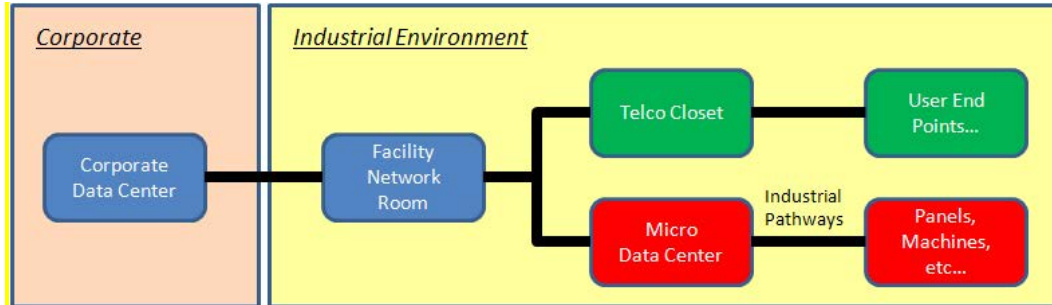 Corporate
Industrial Environment
Corporate
Data Center
Facility
Network
Room
Telco Closet
User End
Points...
Micro
Data Center
Industrial
Pathways
Panels,
Machines,
etc...